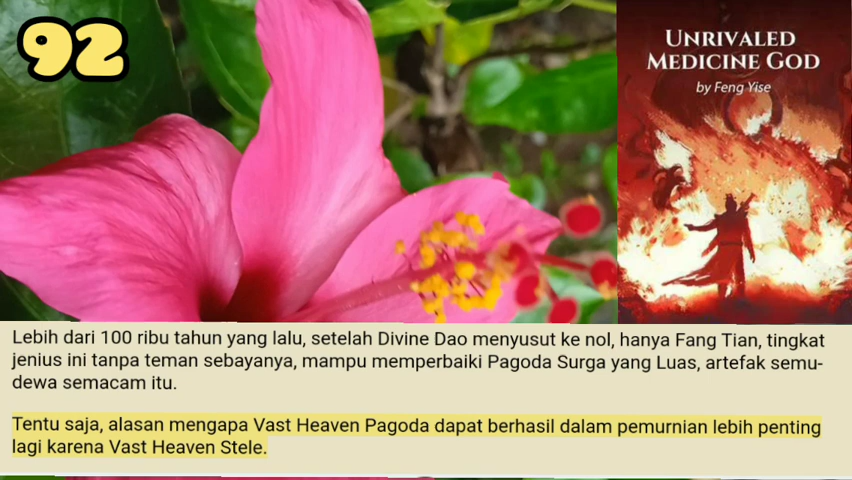 92
UNRIVALED
MEDICINE GOD
by Feng Yise
Lebih dari 100 ribu tahun yang lalu, setelah Divine Dao menyusut ke nol, hanya Fang Tian, tingkat
jenius ini tanpa teman sebayanya, mampu memperbaiki Pagoda Surga yang Luas, artefak semu-
dewa semacam itu.
Tentu saja, alasan mengapa Vast Heaven Pagoda dapat berhasil dalam pemurnian lebih penting
lagi karena Vast Heaven Stele.